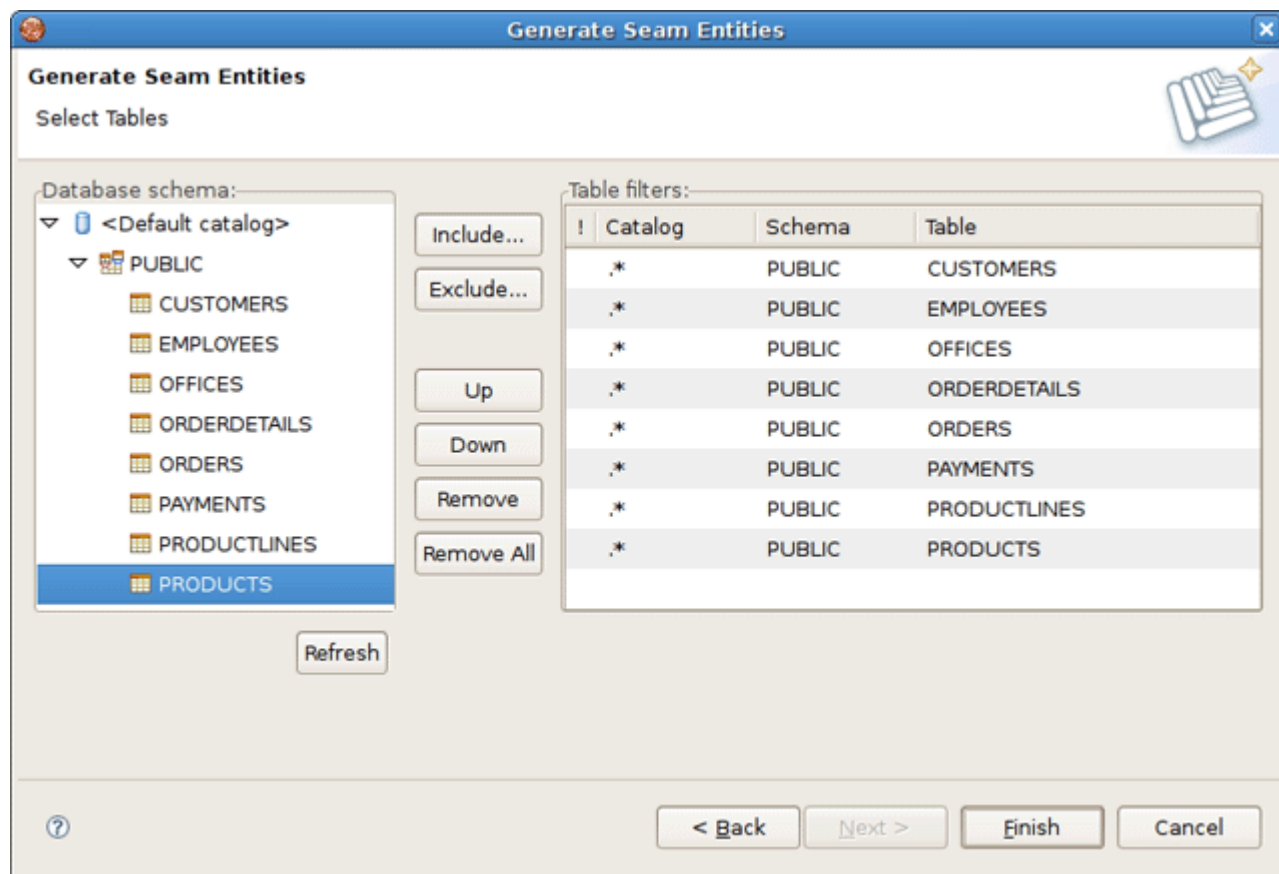 Generate Seam Entities
Generate Seam Entities
Select Tables
Database schema:
<Default catalog>
PUBLIC
CUSTOMERS
EMPLOYEES
OFFICES
ORDERDETAILS
ORDERS
PAYMENTS
PRODUCTLINES
PRODUCTS
Refresh
Include...
Exclude...
Up
Down
Remove
Remove All
Table filters:
! Catalog Schema Table
.* PUBLIC CUSTOMERS
.* PUBLIC EMPLOYEES
.* PUBLIC OFFICES
.* PUBLIC ORDERDETAILS
.* PUBLIC ORDERS
.* PUBLIC PAYMENTS
.* PUBLIC PRODUCTLINES
.* PUBLIC PRODUCTS
? < Back Next > Finish Cancel